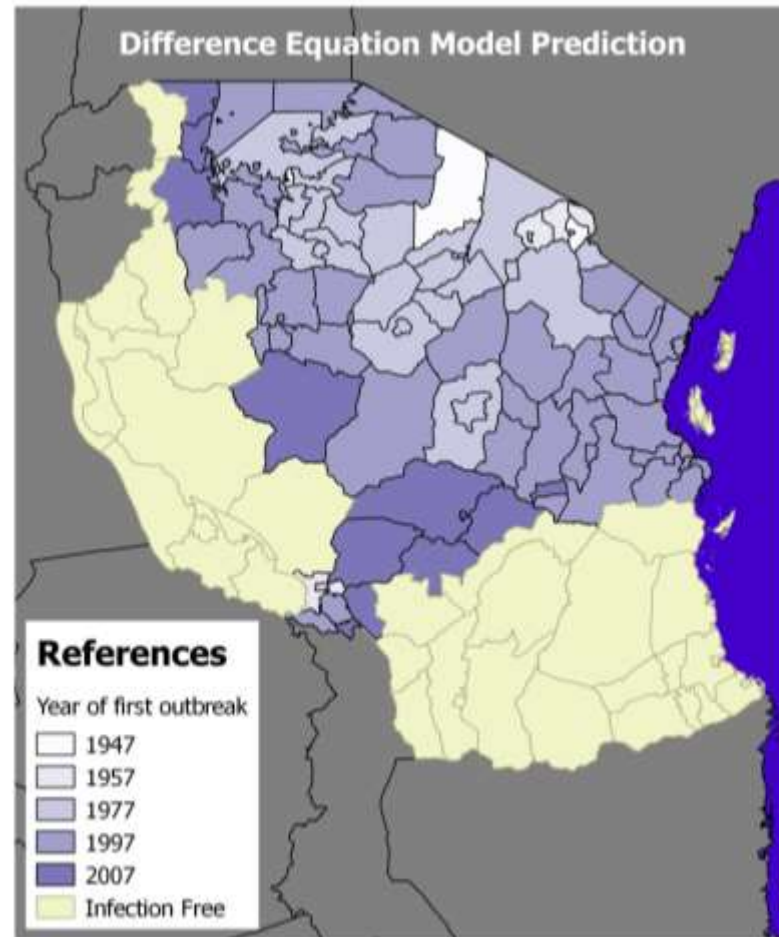 Difference Equation Model Prediction
References
Year of first outbreak
1947
1957
1977
1997
2007
Infection Free